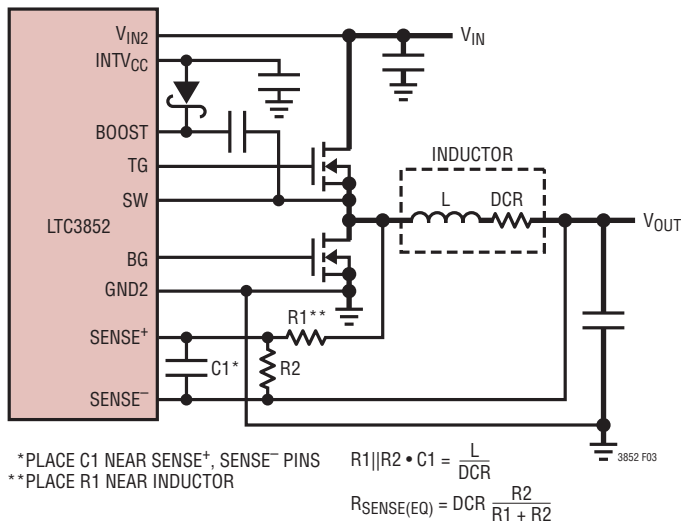 V_IN2
V_IN
INTV_CC
BOOST
INDUCTOR
TG
L
DCR
SW
V_OUT
LTC3852
BG
GND2
R1**
SENSE⁺
C1*
R2
SENSE⁻
3852 F03
*PLACE C1 NEAR SENSE⁺, SENSE⁻ PINS
**PLACE R1 NEAR INDUCTOR
R1||R2 • C1 = L/DCR
R_SENSE(EQ) = DCR R2/(R1 + R2)